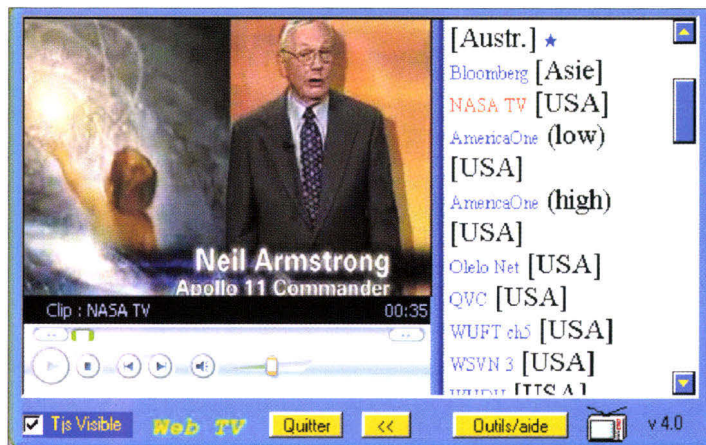 Neil Armstrong
Apollo 11 Commander
Clip : NASA TV 00:35
[Austr.] ★
Bloomberg [Asie]
NASA TV [USA]
AmericaOne (low)
[USA]
AmericaOne (high)
[USA]
Olelo Net [USA]
QVC [USA]
WUFT ch5 [USA]
WSVN 3 [USA]
[USA]
Tjs Visible
Web TV
Quitter
<<
Outils/aide
v 4.0